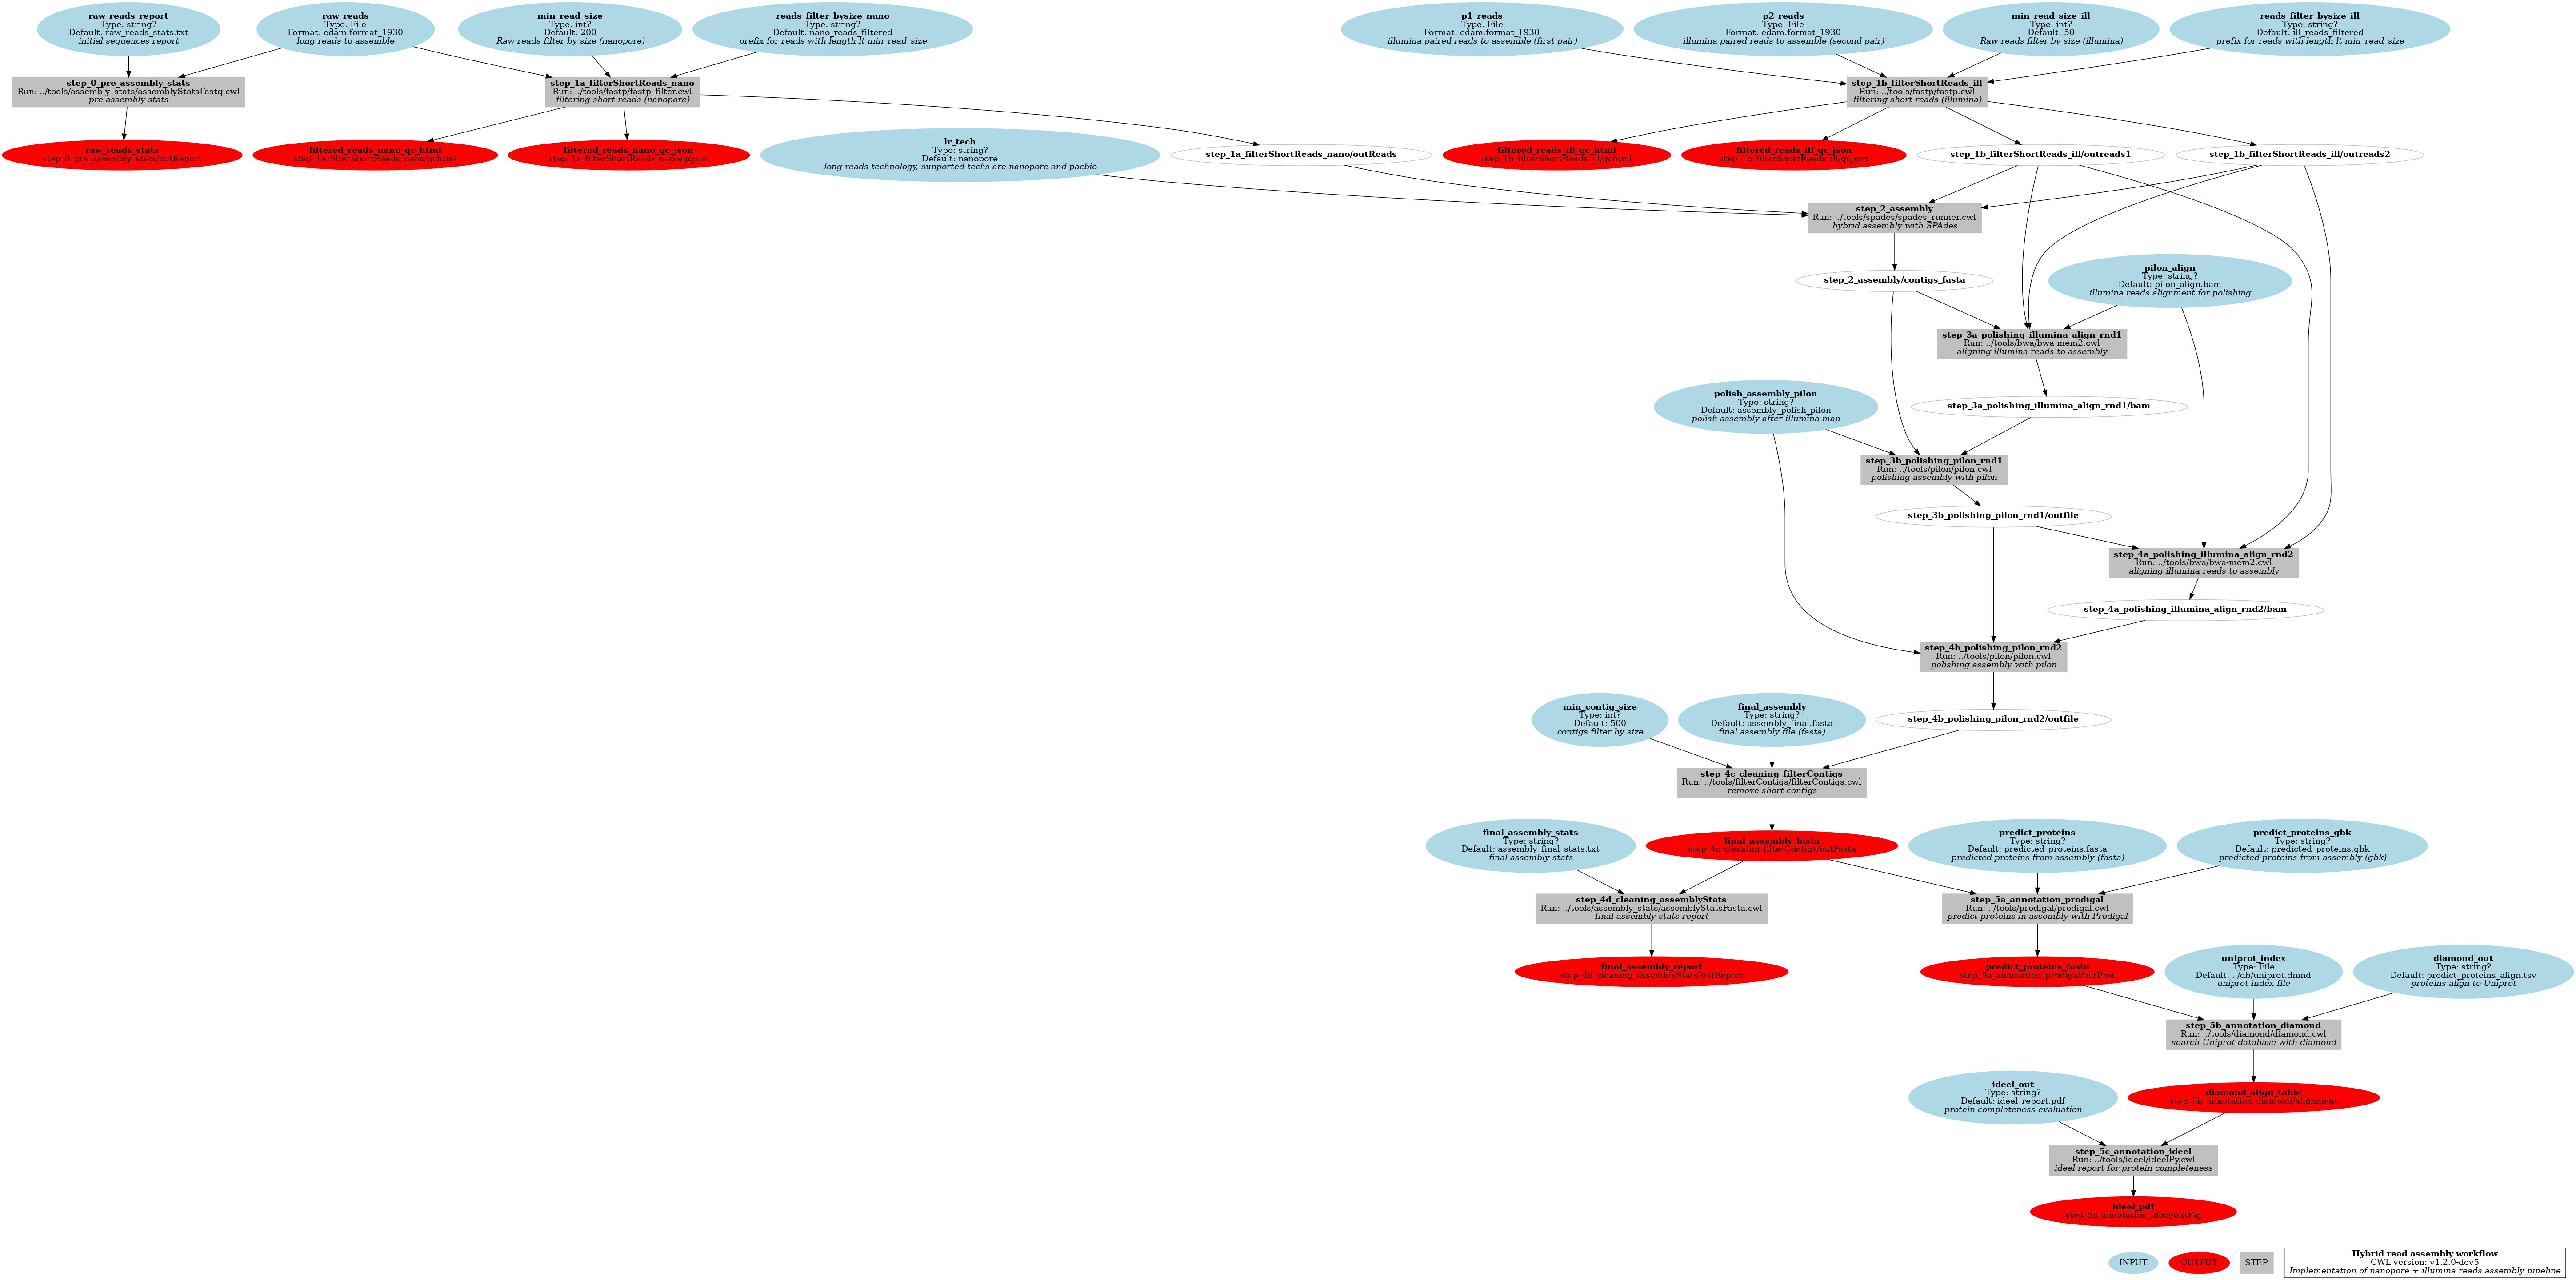 raw_reads_report
Type: string?
Default: raw_reads_stats.txt
initial sequences report
raw_reads
Type: File
Format: edam:format_1930
long reads to assemble
min_read_size
Type: int?
Default: 200
Raw reads filter by size (nanopore)
reads_filter_bysize_nano
Type: string?
Default: nano_reads_filtered
prefix for reads with length lt min_read_size
p1_reads
Type: File
Format: edam:format_1930
illumina paired reads to assemble (first pair)
p2_reads
Type: File
Format: edam:format_1930
illumina paired reads to assemble (second pair)
min_read_size_ill
Type: int?
Default: 50
Raw reads filter by size (illumina)
reads_filter_bysize_ill
Type: string?
Default: ill_reads_filtered
prefix for reads with length lt min_read_size
step_0_pre_assembly_stats
Run: ../tools/assembly_stats/assemblyStatsFastq.cwl
pre-assembly stats
step_1a_filterShortReads_nano
Run: ../tools/fastp/fastp_filter.cwl
filtering short reads (nanopore)
step_1b_filterShortReads_ill
Run: ../tools/fastp/fastp.cwl
filtering short reads (illumina)
raw_reads_stats
step_0_pre_assembly_stats/outReport
filtered_reads_nano_qc_html
step_1a_filterShortReads_nano/qchtml
filtered_reads_nano_qc_json
step_1a_filterShortReads_nano/qcjson
lr_tech
Type: string?
Default: nanopore
long reads technology, supported techs are nanopore and pacbio
step_1a_filterShortReads_nano/outReads
filtered_reads_ill_qc_html
step_1b_filterShortReads_ill/qchtml
filtered_reads_ill_qc_json
step_1b_filterShortReads_ill/qcjson
step_1b_filterShortReads_ill/outreads1
step_1b_filterShortReads_ill/outreads2
step_2_assembly
Run: ../tools/spades/spades_runner.cwl
hybrid assembly with SPAdes
step_2_assembly/contigs_fasta
pilon_align
Type: string?
Default: pilon_align.bam
illumina reads alignment for polishing
step_3a_polishing_illumina_align_rnd1
Run: ../tools/bwa/bwa-mem2.cwl
aligning illumina reads to assembly
polish_assembly_pilon
Type: string?
Default: assembly_polish_pilon
polish assembly after illumina map
step_3a_polishing_illumina_align_rnd1/bam
step_3b_polishing_pilon_rnd1
Run: ../tools/pilon/pilon.cwl
polishing assembly with pilon
step_3b_polishing_pilon_rnd1/outfile
step_4a_polishing_illumina_align_rnd2
Run: ../tools/bwa/bwa-mem2.cwl
aligning illumina reads to assembly
step_4a_polishing_illumina_align_rnd2/bam
step_4b_polishing_pilon_rnd2
Run: ../tools/pilon/pilon.cwl
polishing assembly with pilon
min_contig_size
Type: int?
Default: 500
contigs filter by size
final_assembly
Type: string?
Default: assembly_final.fasta
final assembly file (fasta)
step_4b_polishing_pilon_rnd2/outfile
step_4c_cleaning_filterContigs
Run: ../tools/filterContigs/filterContigs.cwl
remove short contigs
final_assembly_stats
Type: string?
Default: assembly_final_stats.txt
final assembly stats
final_assembly_fasta
step_4c_cleaning_filterContigs/outFasta
predict_proteins
Type: string?
Default: predicted_proteins.fasta
predicted proteins from assembly (fasta)
predict_proteins_gbk
Type: string?
Default: predicted_proteins.gbk
predicted proteins from assembly (gbk)
step_4d_cleaning_assemblyStats
Run: ../tools/assembly_stats/assemblyStatsFasta.cwl
final assembly stats report
step_5a_annotation_prodigal
Run: ../tools/prodigal/prodigal.cwl
predict proteins in assembly with Prodigal
final_assembly_report
step_4d_cleaning_assemblyStats/outReport
predict_proteins_fasta
step_5a_annotation_prodigal/outProt
uniprot_index
Type: File
Default: ../db/uniprot.dmnd
uniprot index file
diamond_out
Type: string?
Default: predict_proteins_align.tsv
proteins align to Uniprot
step_5b_annotation_diamond
Run: ../tools/diamond/diamond.cwl
search Uniprot database with diamond
ideel_out
Type: string?
Default: ideel_report.pdf
protein completeness evaluation
diamond_align_table
step_5b_annotation_diamond/alignment
step_5c_annotation_ideel
Run: ../tools/ideel/ideelPy.cwl
ideel report for protein completeness
ideel_pdf
step_5c_annotation_ideel/outFig
INPUT
OUTPUT
STEP
Hybrid read assembly workflow
CWL version: v1.2.0-dev5
Implementation of nanopore + illumina reads assembly pipeline